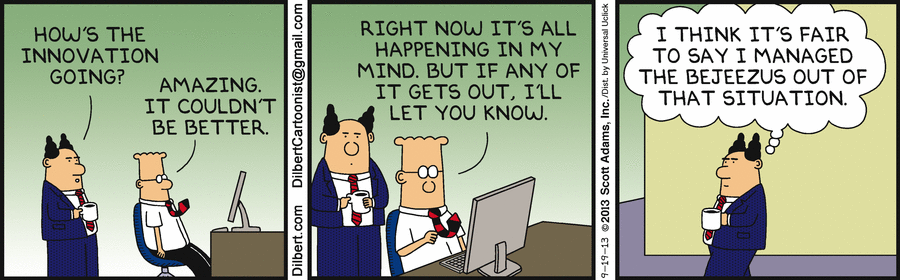 HOW'S THE
INNOVATION
GOING?
AMAZING.
IT COULDN'T
BE BETTER.
Dilbert.com DilbertCartoonist@gmail.com
RIGHT NOW IT'S ALL
HAPPENING IN MY
MIND. BUT IF ANY OF
IT GETS OUT, I'LL
LET YOU KNOW.
9-19-13 © 2013 Scott Adams, Inc. /Dist. by Universal Uclick
I THINK IT'S FAIR
TO SAY I MANAGED
THE BEJEEZUS OUT OF
THAT SITUATION.